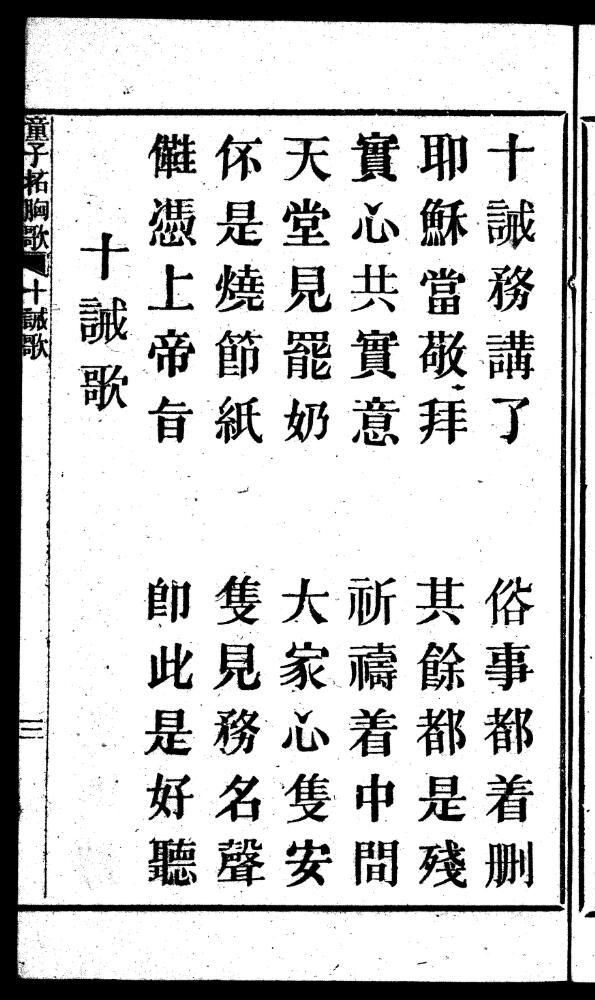 十誡務講了　俗事都着删
耶穌當敬拜　其餘都是殘
實心共實意　祈禱着中間
天堂見罷奶　大家心隻安
伓是燒節紙　隻見務名聲
儺憑上帝旨　即此是好聽
十誡歌
童子拓胸歌　十誡歌
三